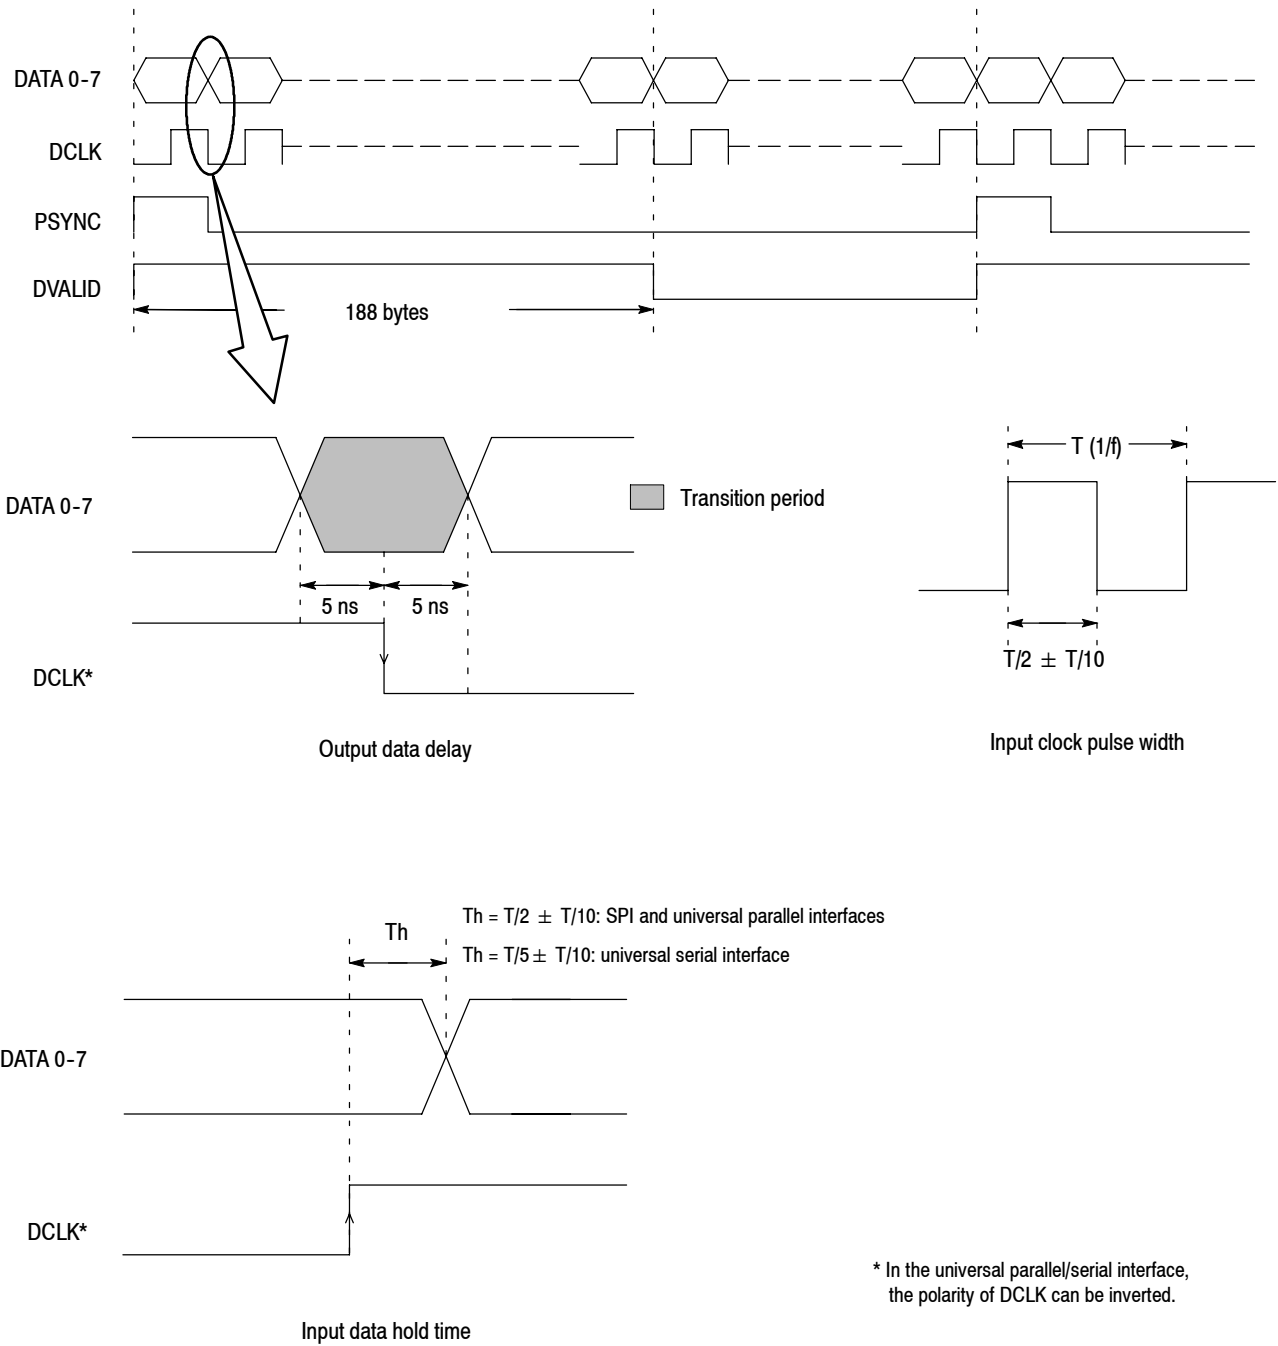 DATA 0-7
DCLK
PSYNC
DVALID
188 bytes
DATA 0-7
5 ns
5 ns
DCLK*
Output data delay
Transition period
T (1/f)
T/2 ± T/10
Input clock pulse width
Th
Th = T/2 ± T/10: SPI and universal parallel interfaces
Th = T/5 ± T/10: universal serial interface
DATA 0-7
DCLK*
Input data hold time
* In the universal parallel/serial interface,
the polarity of DCLK can be inverted.